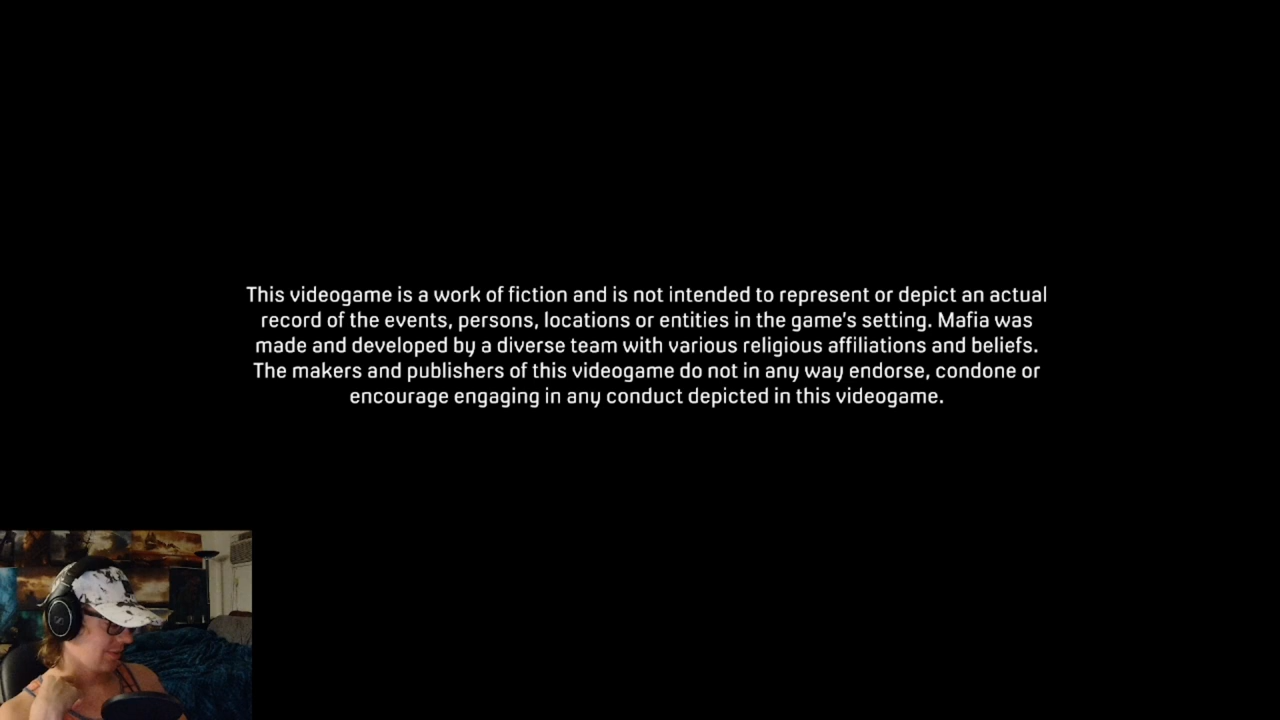 This videogame is a work of fiction and is not intended to represent or depict an actual
record of the events, persons, locations or entities in the game's setting. Mafia was
made and developed by a diverse team with various religious affiliations and beliefs.
The makers and publishers of this videogame do not in any way endorse, condone or
encourage engaging in any conduct depicted in this videogame.